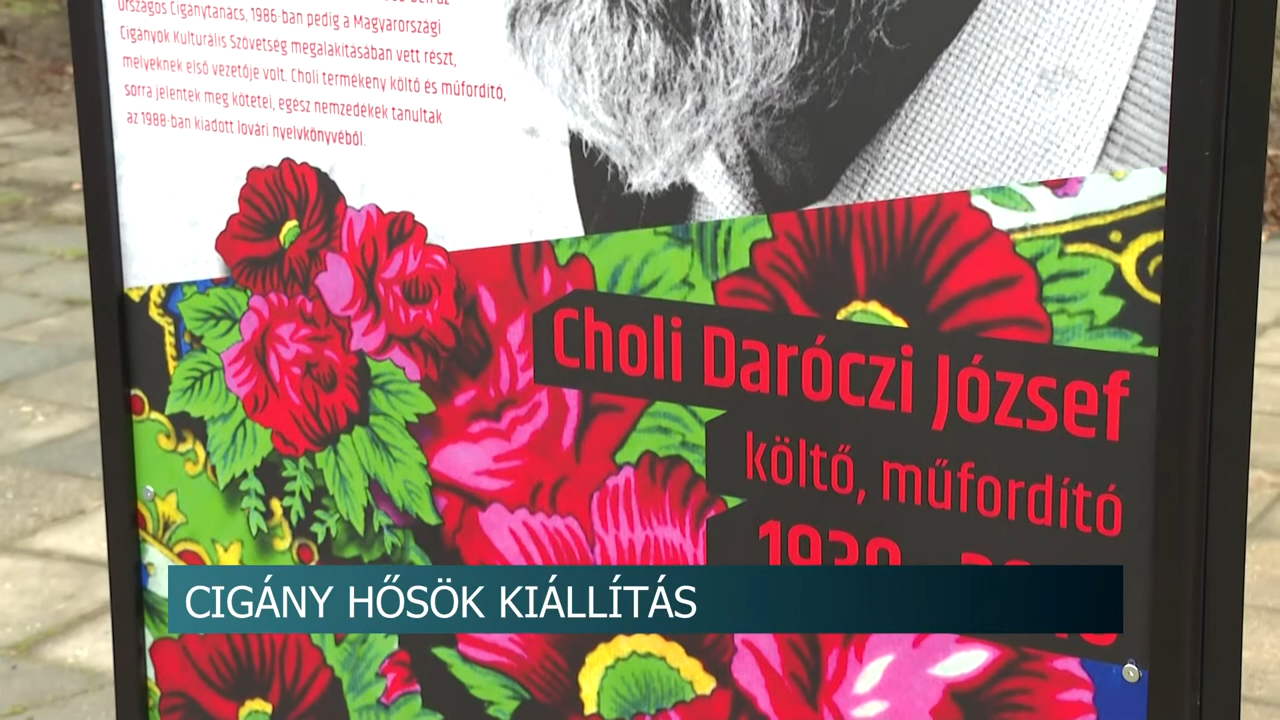 Országos Cigánytanács, 1986-ban pedig a Magyarországi
Cigányok Kulturális Szövetség megalakításában vett részt,
melyeknek első vezetője volt. Choli termékeny költő és műfordító,
sorra jelentek meg kötetei, egész nemzedékek tanultak
az 1988-ban kiadott lovári nyelvkönyvéből.
Choli Daróczi József
költő, műfordító
CIGÁNY HŐSÖK KIÁLLÍTÁS